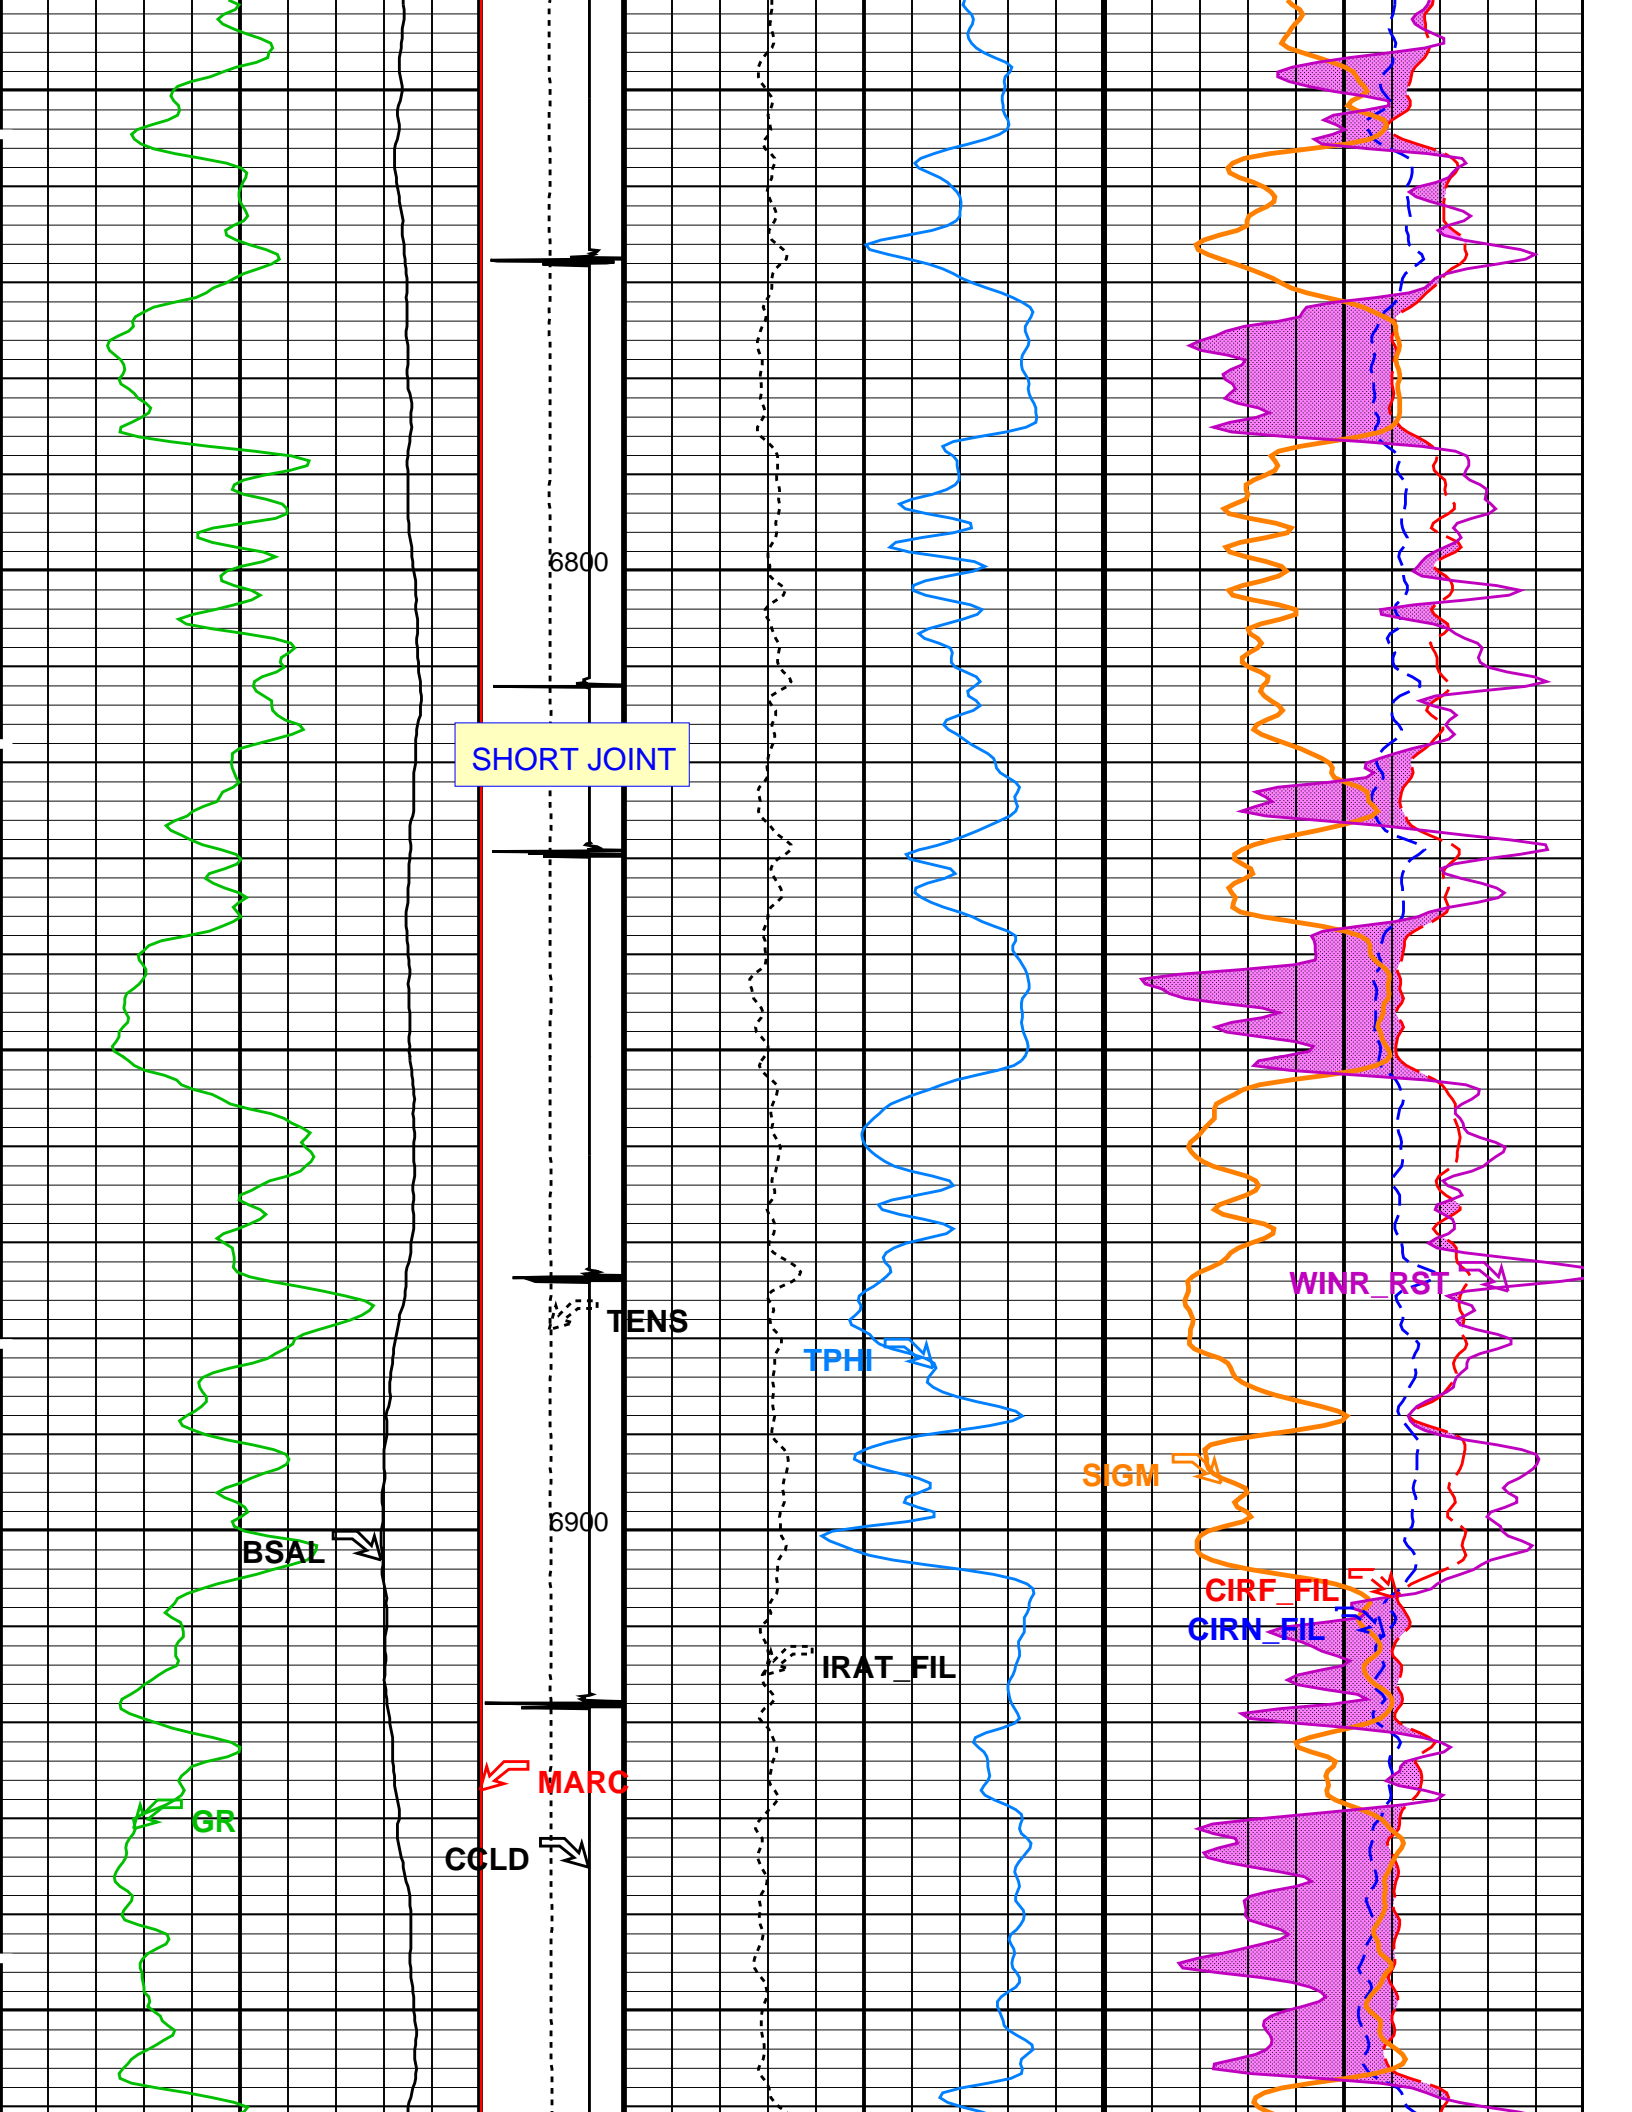 6800
SHORT JOINT
WINR_RST
TENS
TPHI
SIGM
6900
BSAL
CIRF_FIL
CIRN_FIL
IRAT_FIL
MARC
GR
CCLD